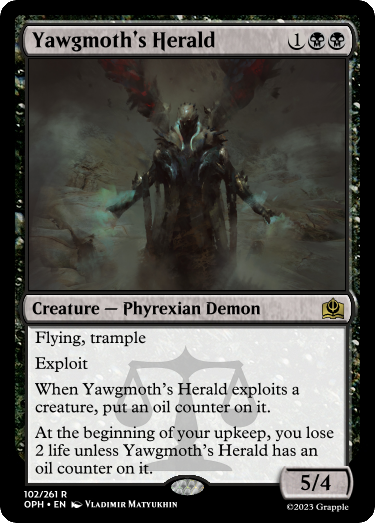 Yawgmoth's Herald 1
Creature — Phyrexian Demon
Flying, trample
Exploit
When Yawgmoth's Herald exploits a
creature, put an oil counter on it.
At the beginning of your upkeep, you lose
2 life unless Yawgmoth's Herald has an
oil counter on it.
5/4
102/261 R
OPH • EN Vladimir Matyukhin
©2023 Grapple